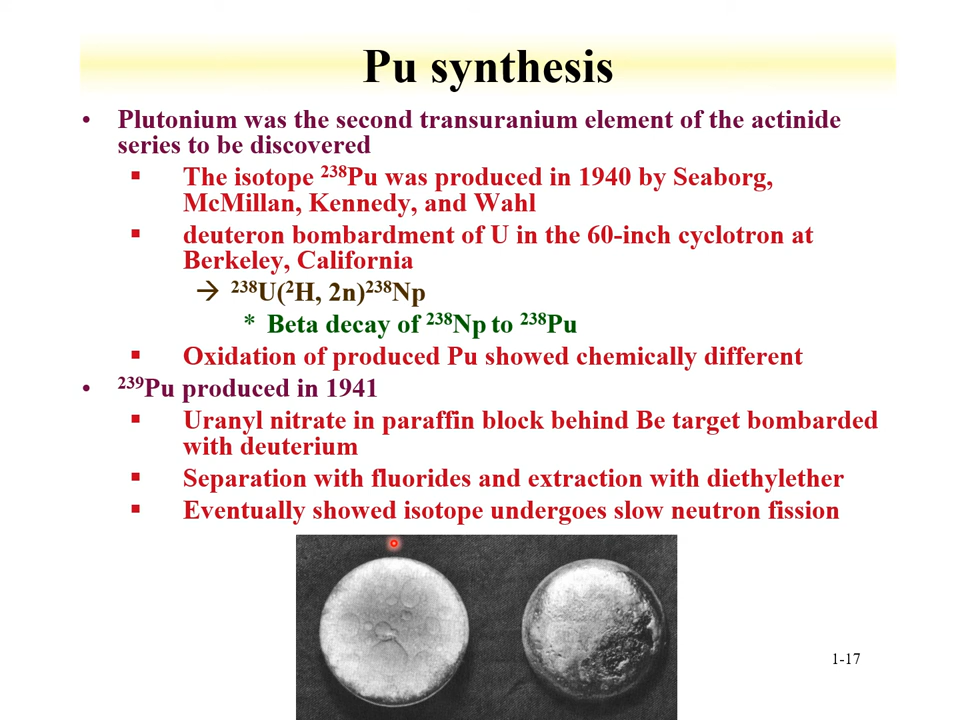 Pu synthesis
• Plutonium was the second transuranium element of the actinide
series to be discovered
▪ The isotope ²³⁸Pu was produced in 1940 by Seaborg,
McMillan, Kennedy, and Wahl
▪ deuteron bombardment of U in the 60-inch cyclotron at
Berkeley, California
→ ²³⁸U(²H, 2n)²³⁸Np
* Beta decay of ²³⁸Np to ²³⁸Pu
▪ Oxidation of produced Pu showed chemically different
• ²³⁹Pu produced in 1941
▪ Uranyl nitrate in paraffin block behind Be target bombarded
with deuterium
▪ Separation with fluorides and extraction with diethylether
▪ Eventually showed isotope undergoes slow neutron fission
1-17